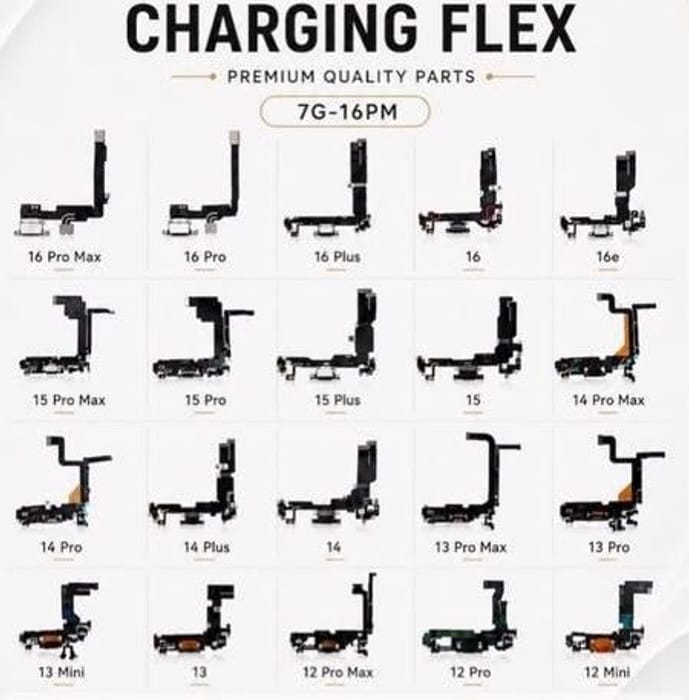 CHARGING FLEX
PREMIUM QUALITY PARTS
7G-16PM
16 Pro Max
16 Pro
16 Plus
16
16e
15 Pro Max
15 Pro
15 Plus
15
14 Pro Max
14 Pro
14 Plus
14
13 Pro Max
13 Pro
13 Mini
13
12 Pro Max
12 Pro
12 Mini